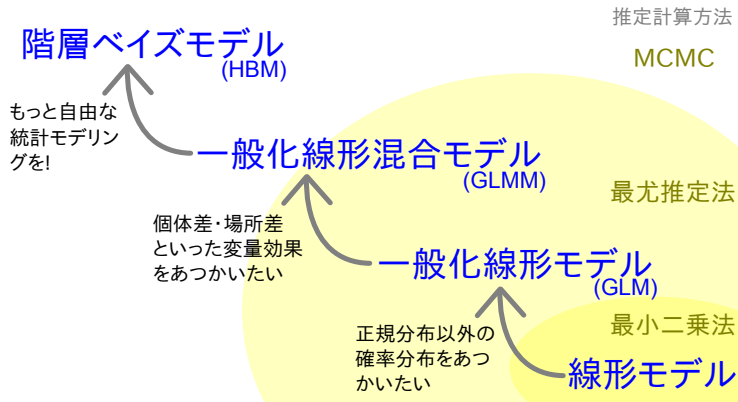 推定計算方法
階層ベイズモデル
(HBM)
MCMC
もっと自由な
統計モデリン
グを!
一般化線形混合モデル
(GLMM)
最尤推定法
個体差・場所差
といった変量効果
をあつかいたい
一般化線形モデル
(GLM)
最小二乗法
正規分布以外の
確率分布をあつ
かいたい
線形モデル